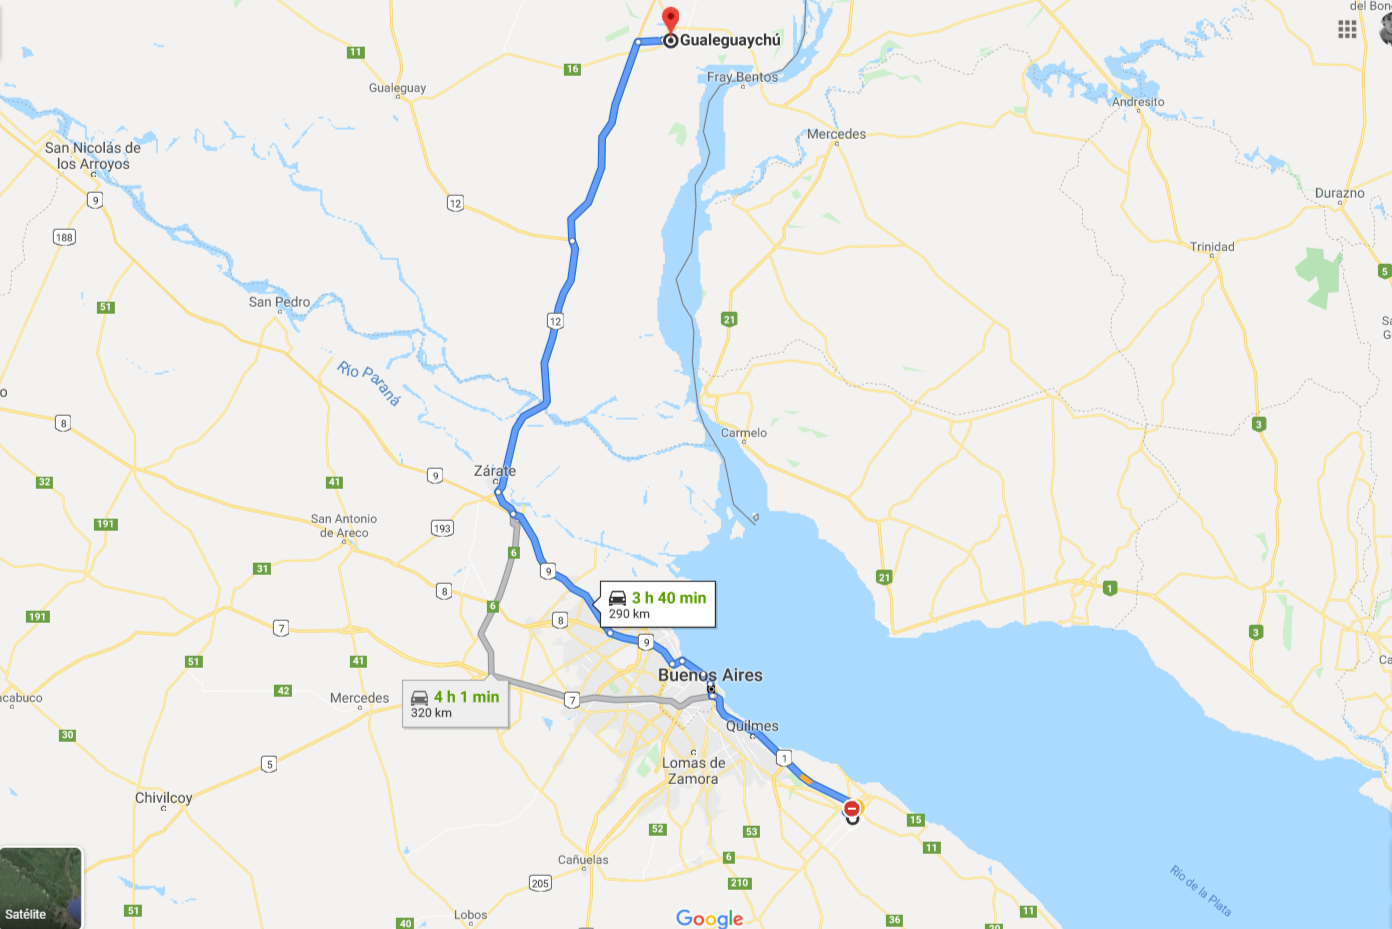 del Bon
Gualeguaychú
11
16
Fray Bentos
Gualeguay
Andresito
Mercedes
San Nicolás de
los Arroyos
9
12
Durazno
188
Trinidad
5
51
San Pedro
21
12
Río Paraná
o
8
3
Carmelo
Zárate
9
32
41
San Antonio
de Areco
191
193
6
31
9
21
1
8
6
3 h 40 min
290 km
191
8
7
9
3
51
41
Buenos Aires
42
Mercedes
4 h 1 min
320 km
7
cabuco
Quilmes
30
5
1
Lomas de
Zamora
Chivilcoy
15
52
53
11
Cañuelas
6
205
210
Río de la Plata
Satélite
51
40
Lobos
Google
36
11